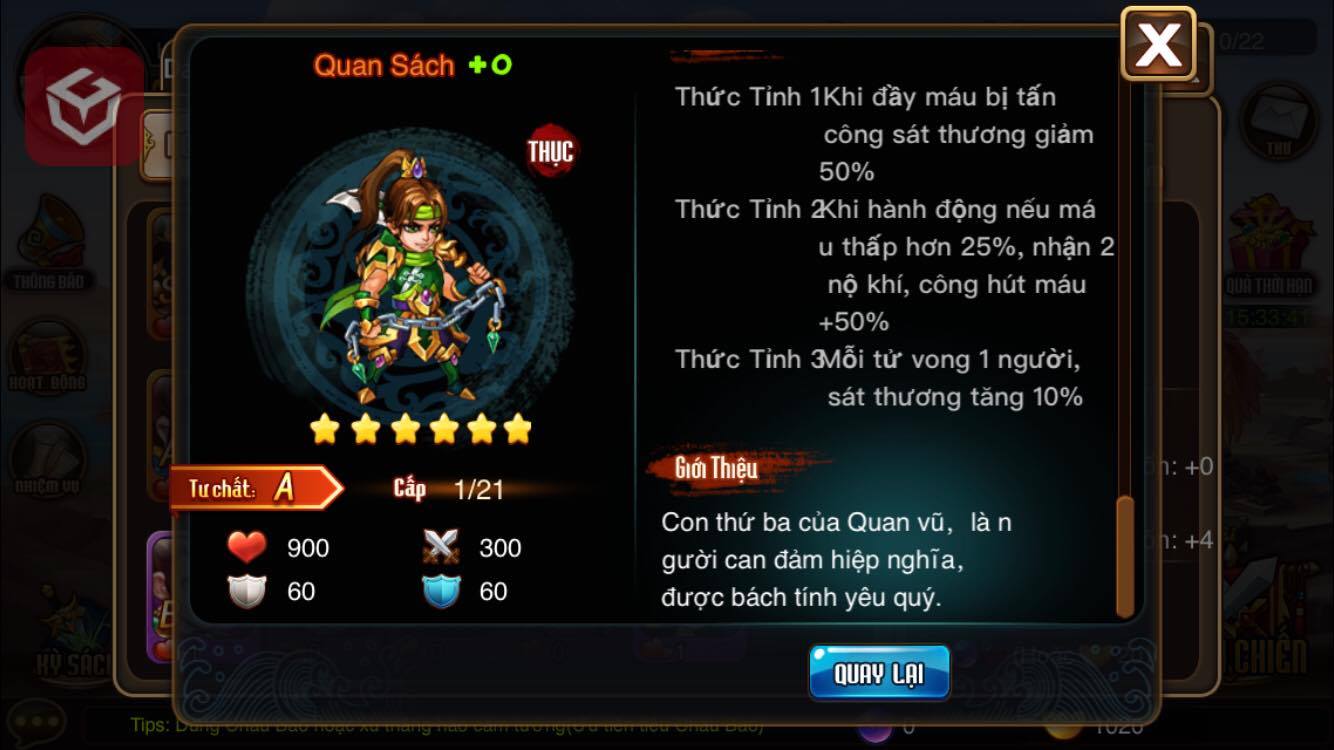 0/22
Quan Sách +0
THỤC
Thức Tỉnh 1Khi đầy máu bị tấn
công sát thương giảm
50%
Thức Tỉnh 2Khi hành động nếu má
u thấp hơn 25%, nhận 2
nộ khí, công hút máu
+50%
Thức Tỉnh 3Mỗi tử vong 1 người,
sát thương tăng 10%
Tư chất: A
Cấp 1/21
900
300
60
60
Giới Thiệu
Con thứ ba của Quan vũ, là n
gười can đảm hiệp nghĩa,
được bách tính yêu quý.
QUAY LẠI
THÔNG BÁO
HOẠT ĐỘNG
NHIỆM VỤ
THƯ
QUÀ THỜI HẠN
15:33:41
n: +0
n: +4
CHIẾN
Tips:
0
1020